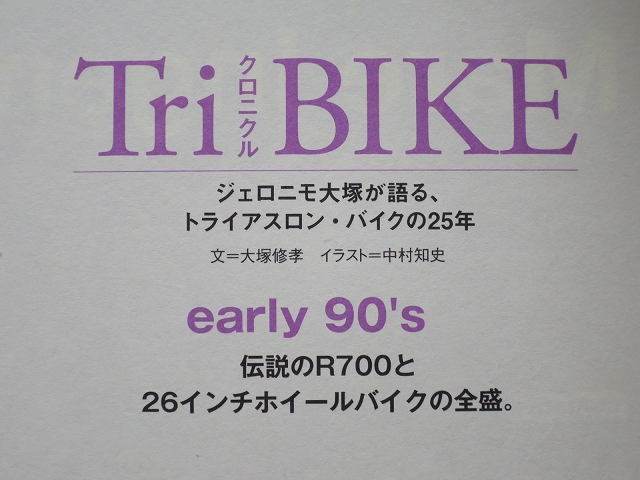 Tri クロニクル BIKE
ジェロニモ大塚が語る、
トライアスロン・バイクの25年
文=大塚修孝　イラスト=中村知史
early 90's
伝説のR700と
26インチホイールバイクの全盛。